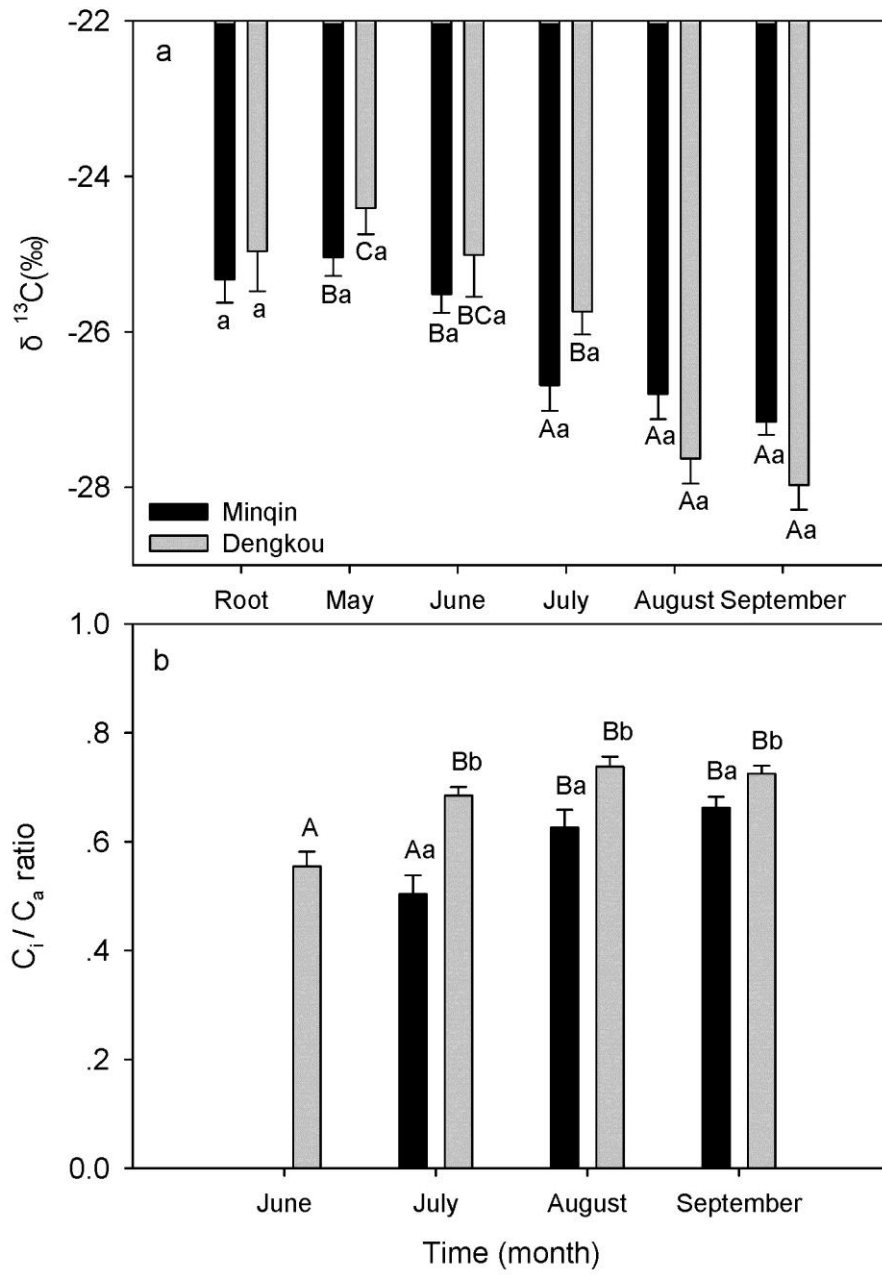 -22
a
-24
δ ¹³C(‰)
-26
-28
a
a
Ba
Ca
Ba
BCa
Aa
Ba
Aa
Aa
Aa
Aa
Minqin
Dengkou
Root May June July August September
1.0
b
.8
.6
.4
.2
0.0
Cᵢ / Cₐ ratio
A
Aa
Bb
Ba
Bb
Ba
Bb
June July August September
Time (month)